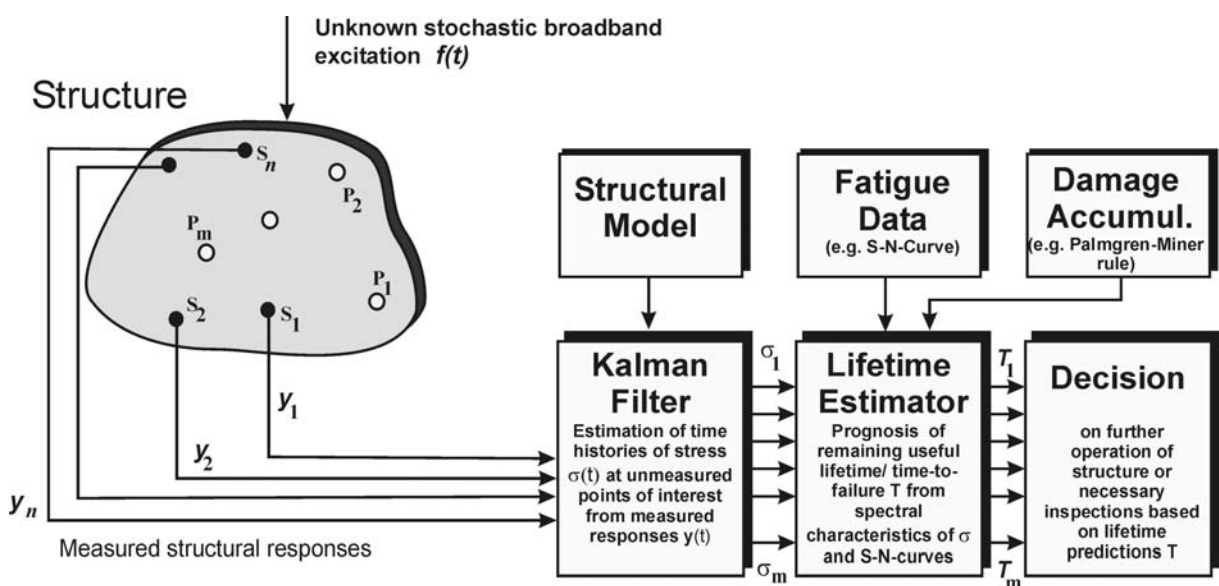 Unknown stochastic broadband
excitation f(t)
Structure
Sn
P2
Pm
P1
S2
S1
y1
y2
yn
Measured structural responses
Structural
Model
Fatigue
Data
(e.g. S-N-Curve)
Damage
Accumul.
(e.g. Palmgren-Miner
rule)
Kalman
Filter
Estimation of time
histories of stress
σ(t) at unmeasured
points of interest
from measured
responses y(t)
σ1
σm
Lifetime
Estimator
Prognosis of
remaining useful
lifetime/ time-to-
failure T from
spectral
characteristics of σ
and S-N-curves
T1
Tm
Decision
on further
operation of
structure or
necessary
inspections based
on lifetime
predictions T